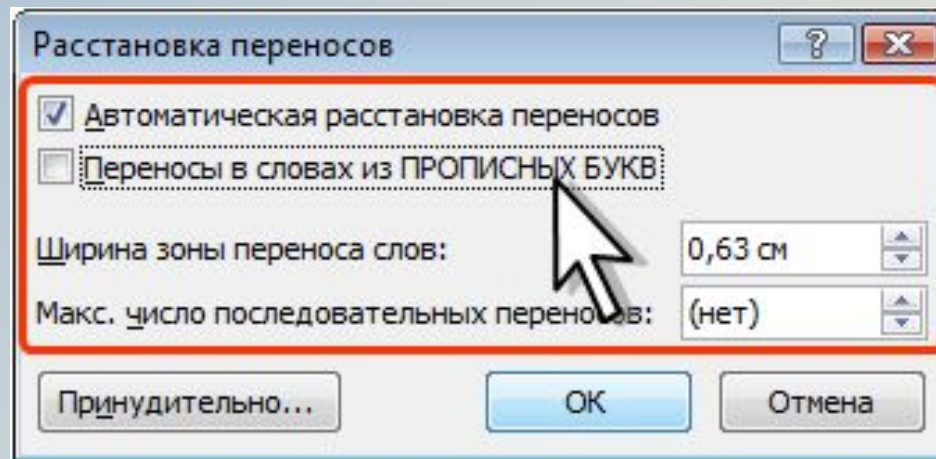 Расстановка переносов
Автоматическая расстановка переносов
Переносы в словах из ПРОПИСНЫХ БУКВ
Ширина зоны переноса слов: 0,63 см
Макс. число последовательных переносов: (нет)
Принудительно... ОК Отмена